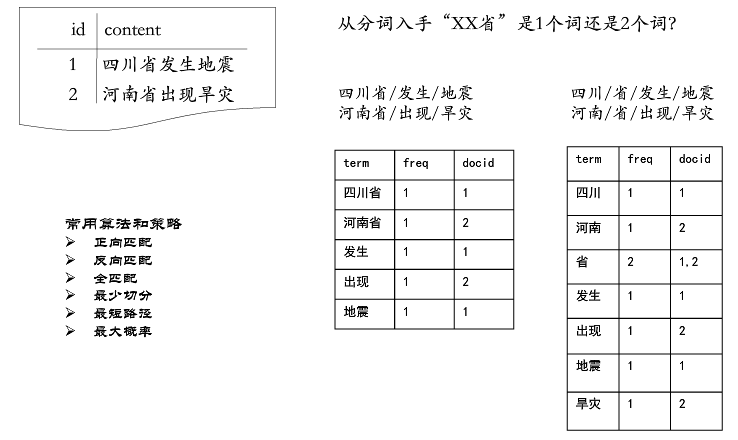 id content
1 四川省发生地震
2 河南省出现旱灾
从分词入手“XX省”是1个词还是2个词？
四川省/发生/地震
河南省/出现/旱灾
四川/省/发生/地震
河南/省/出现/旱灾
term freq docid
四川省 1 1
河南省 1 2
发生 1 1
出现 1 2
地震 1 1
term freq docid
四川 1 1
河南 1 2
省 2 1,2
发生 1 1
出现 1 2
地震 1 1
旱灾 1 2
常用算法和策略
➢ 正向匹配
➢ 反向匹配
➢ 全匹配
➢ 最少切分
➢ 最短路径
➢ 最大概率